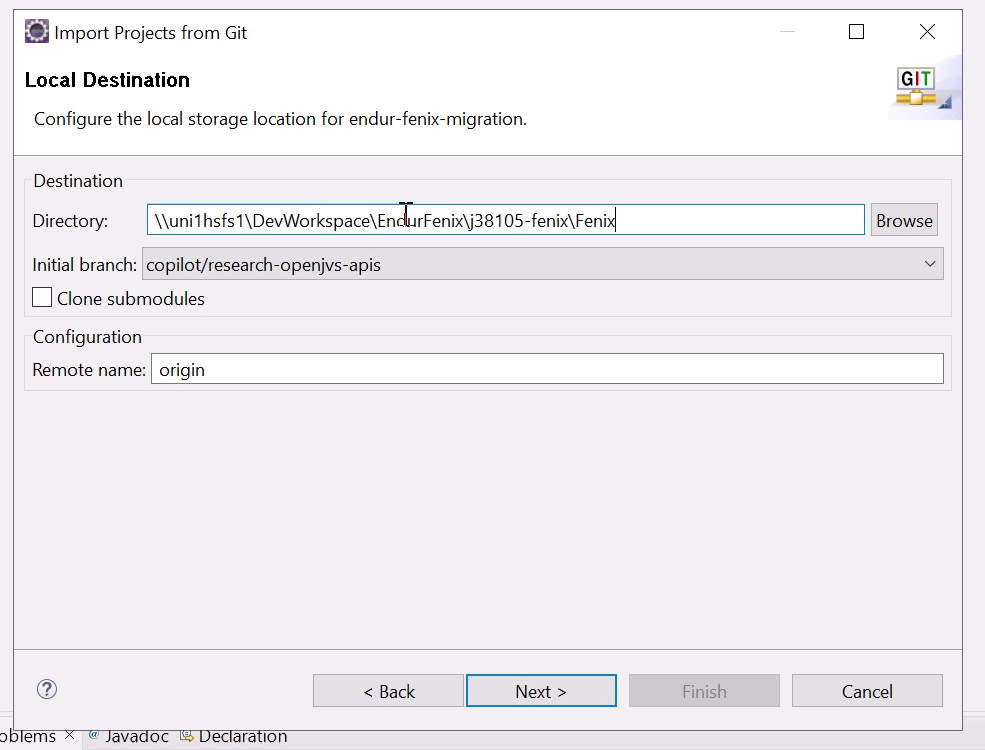 Import Projects from Git
Local Destination
GIT
Configure the local storage location for endur-fenix-migration.
Destination
Directory: \\uni1hsfs1\DevWorkspace\EndurFenix\j38105-fenix\Fenix Browse
Initial branch: copilot/research-openjvs-apis
Clone submodules
Configuration
Remote name: origin
? < Back Next > Finish Cancel
oblems @ Javadoc Declaration